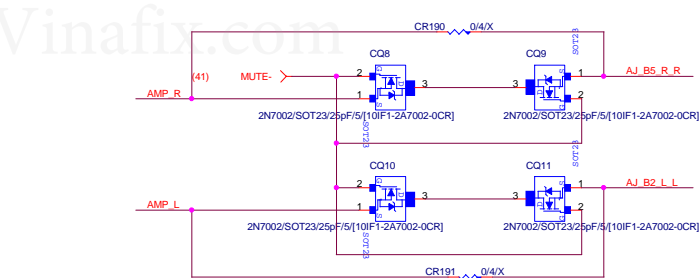 Vinafix.com
CR190 0/4/X
SOT23
CQ8 CQ9
(41) MUTE- 2 G D S 3 3 D S G 1 AJ_B5_R_R
AMP_R 1 2
2N7002/SOT23/25pF/5/[10IF1-2A7002-0CR] 2N7002/SOT23/25pF/5/[10IF1-2A7002-0CR]
SOT23 SOT23
CQ10 CQ11
2 G D S 3 3 D S G 1 AJ_B2_L_L
AMP_L 1 2
2N7002/SOT23/25pF/5/[10IF1-2A7002-0CR] 2N7002/SOT23/25pF/5/[10IF1-2A7002-0CR]
SOT23
CR191 0/4/X